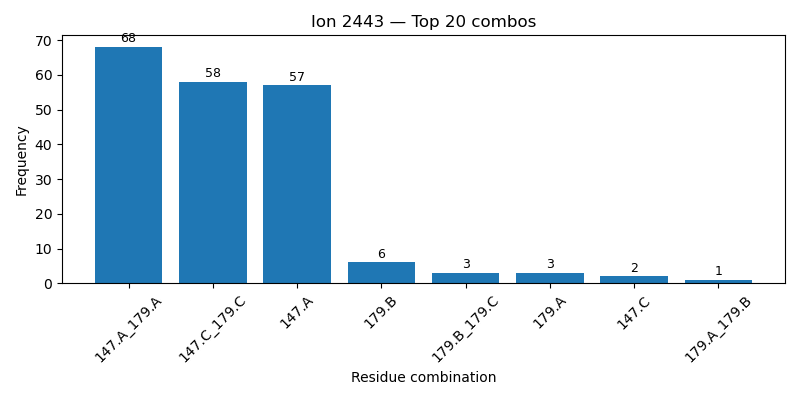 Ion 2443 — Top 20 combos
Frequency
70
60
50
40
30
20
10
0
68
58
57
6
3
3
2
1
147.A_179.A
147.C_179.C
147.A
179.B
179.B_179.C
179.A
147.C
179.A_179.B
Residue combination